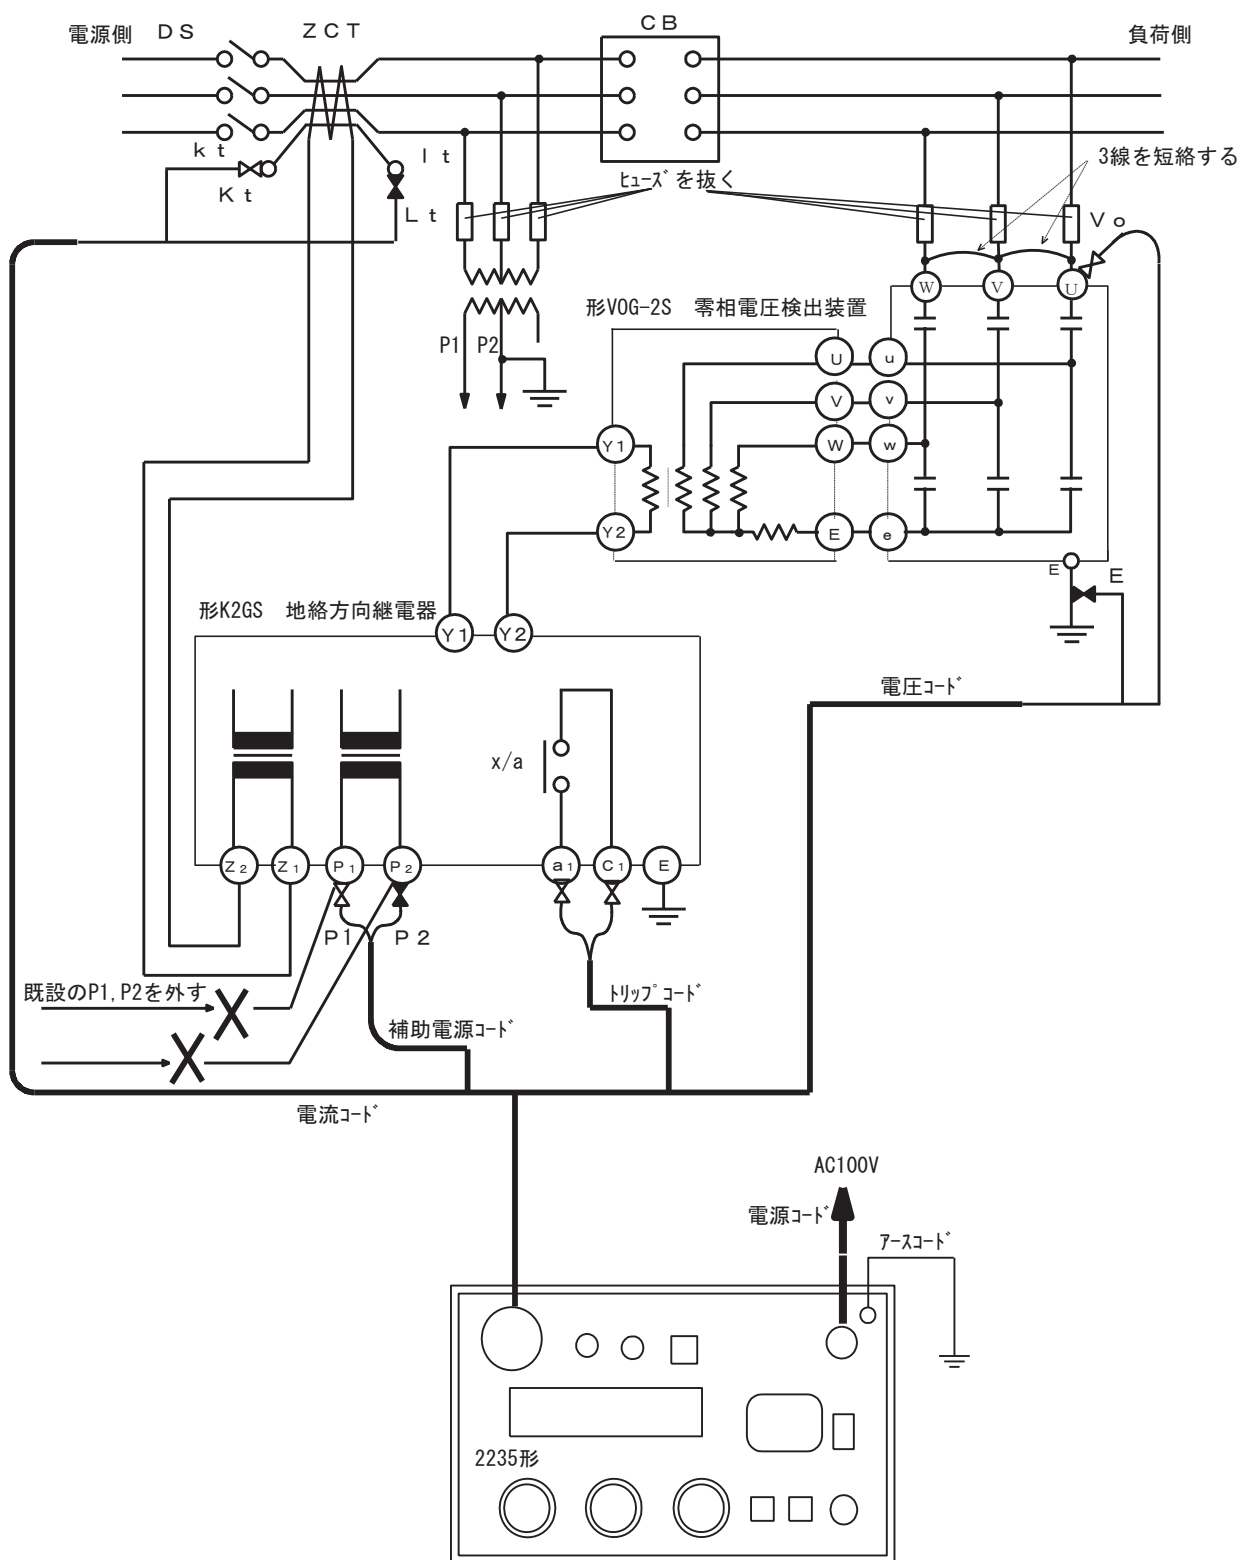 電源側
DS
ZCT
CB
負荷側
kt
Kt
lt
Lt
ﾋｭｰｽﾞを抜く
3線を短絡する
Vo
W
V
U
形VOG-2S 零相電圧検出装置
P1
P2
U
u
V
v
W
w
Y1
Y2
E
e
E
E
形K2GS 地絡方向継電器
Y1
Y2
電圧ｺｰﾄﾞ
x/a
Z2
Z1
P1
P2
a1
C1
E
P1
P2
既設のP1,P2を外す
ﾄﾘｯﾌﾟｺｰﾄﾞ
補助電源ｺｰﾄﾞ
電流ｺｰﾄﾞ
AC100V
電源ｺｰﾄﾞ
ｱｰｽｺｰﾄﾞ
2235形